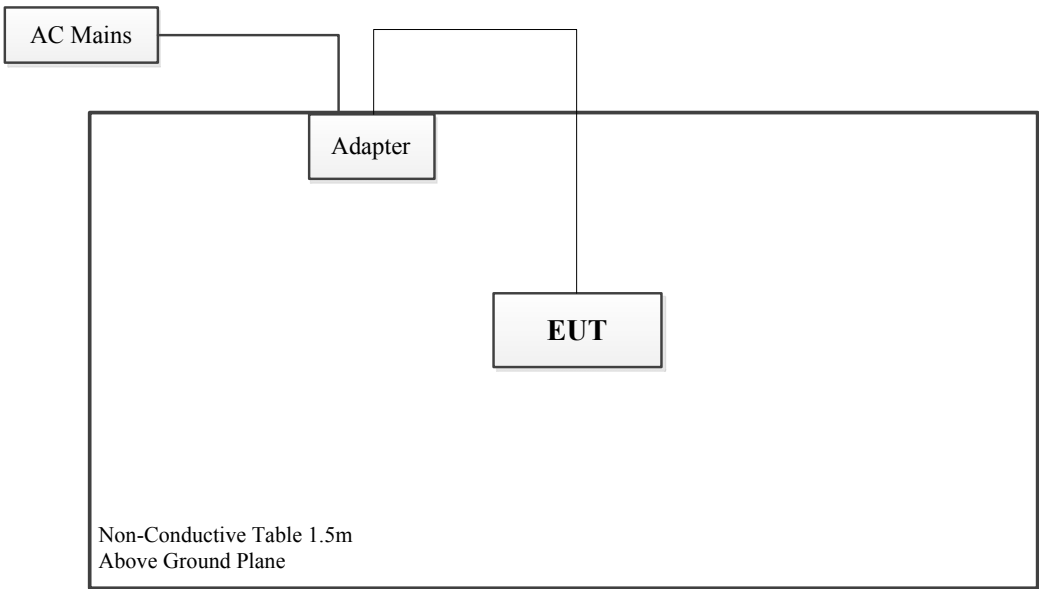 AC Mains
Adapter
EUT
Non-Conductive Table 1.5m
Above Ground Plane